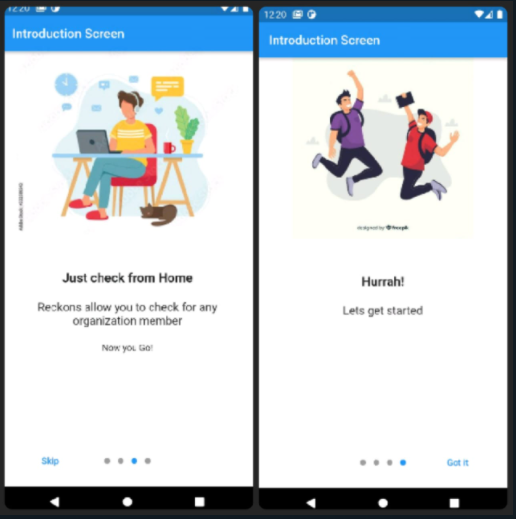 12:20
Introduction Screen
Just check from Home
Reckons allow you to check for any
organization member
Now you Go!
Skip
12:20
Introduction Screen
designed by freepik
Hurrah!
Lets get started
Got it